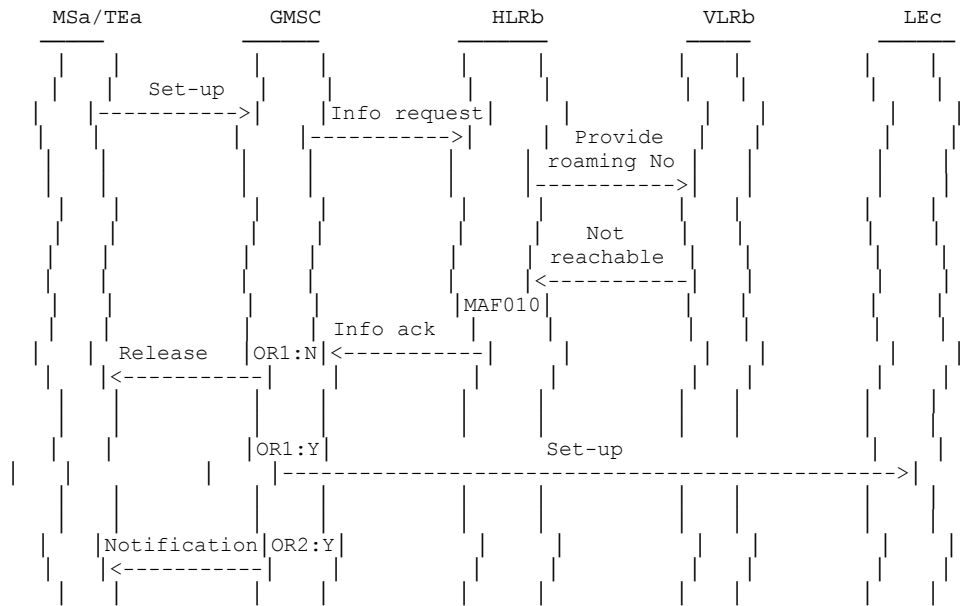 MSa/TEa GMSC HLRb VLRb LEc
Set-up
Info request
Provide
roaming No
Not
reachable
MAF010
Info ack
Release OR1:N
OR1:Y Set-up
Notification OR2:Y